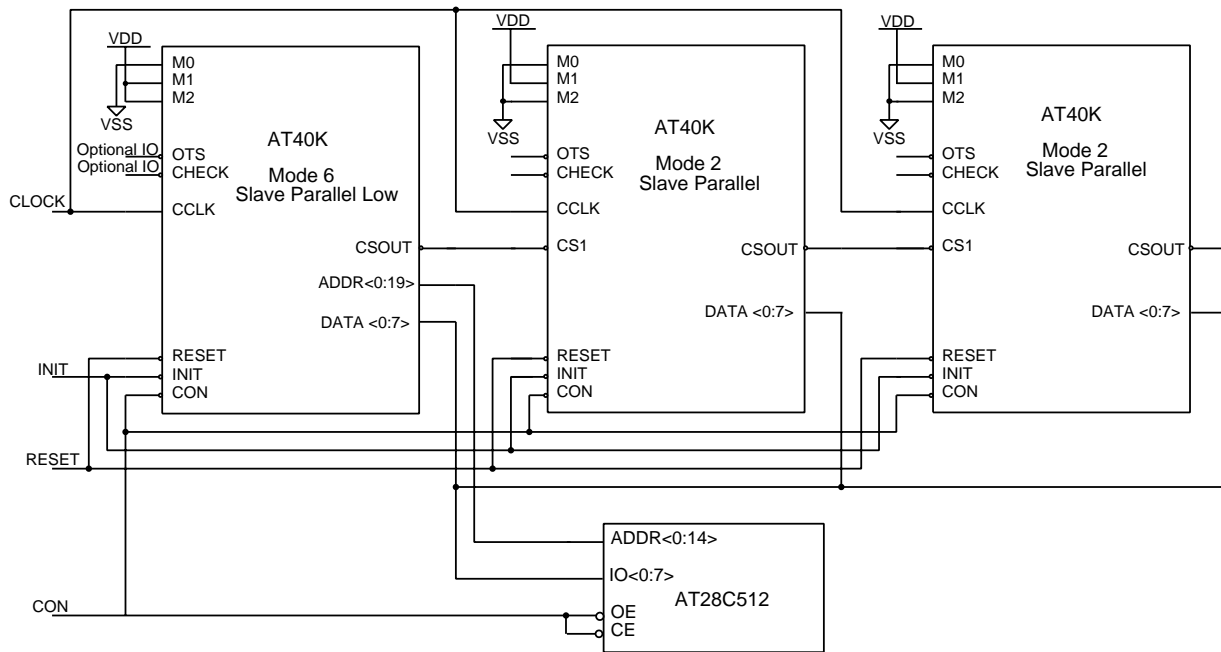 VDD
M0
M1
M2
VSS
AT40K
Mode 6
Slave Parallel Low
Optional IO
OTS
Optional IO
CHECK
CLOCK
CCLK
CSOUT
ADDR<0:19>
DATA <0:7>
RESET
INIT
INIT
CON
RESET
VDD
M0
M1
M2
VSS
AT40K
Mode 2
Slave Parallel
OTS
CHECK
CCLK
CS1
CSOUT
DATA <0:7>
RESET
INIT
CON
VDD
M0
M1
M2
VSS
AT40K
Mode 2
Slave Parallel
OTS
CHECK
CCLK
CS1
CSOUT
DATA <0:7>
RESET
INIT
CON
ADDR<0:14>
IO<0:7>
AT28C512
CON
OE
CE